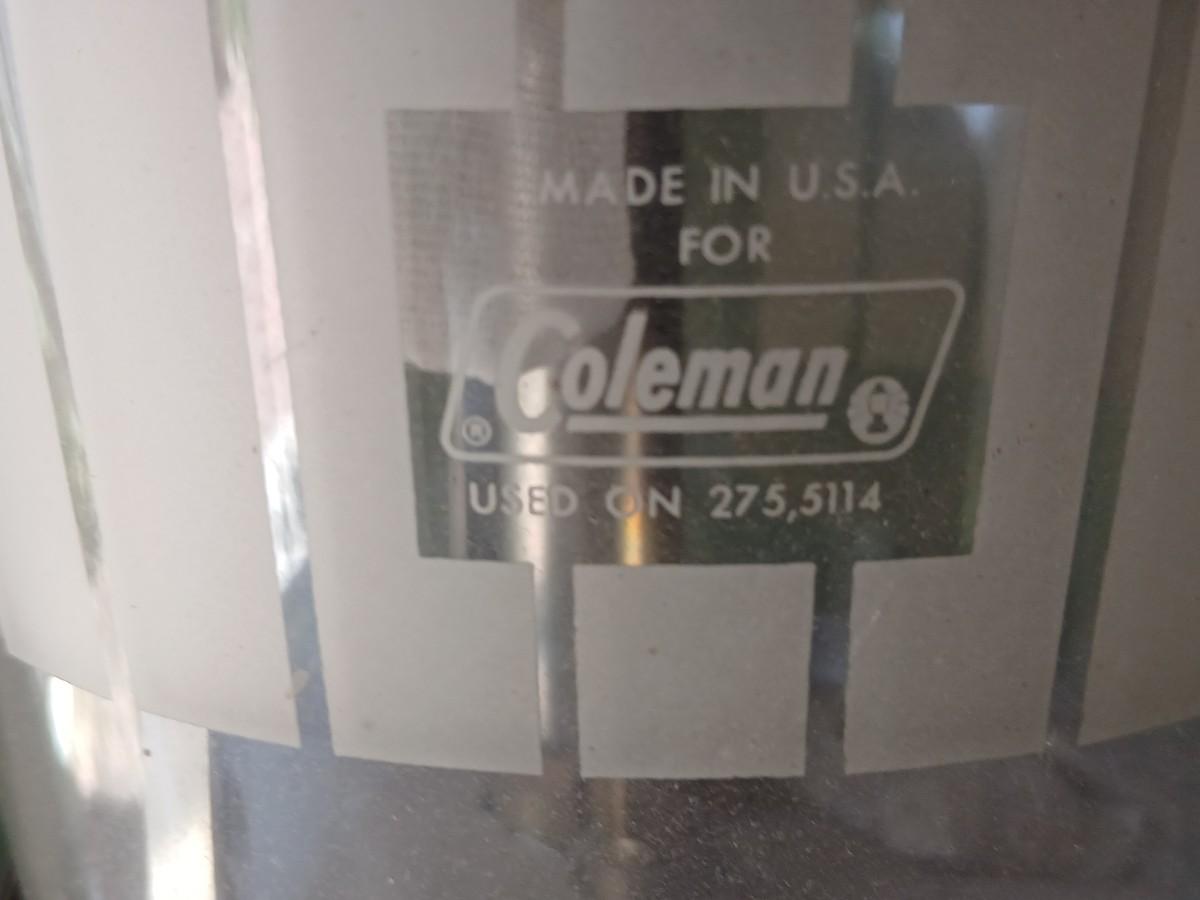 MADE IN U.S.A.
FOR
Coleman
®
USED ON 275,5114